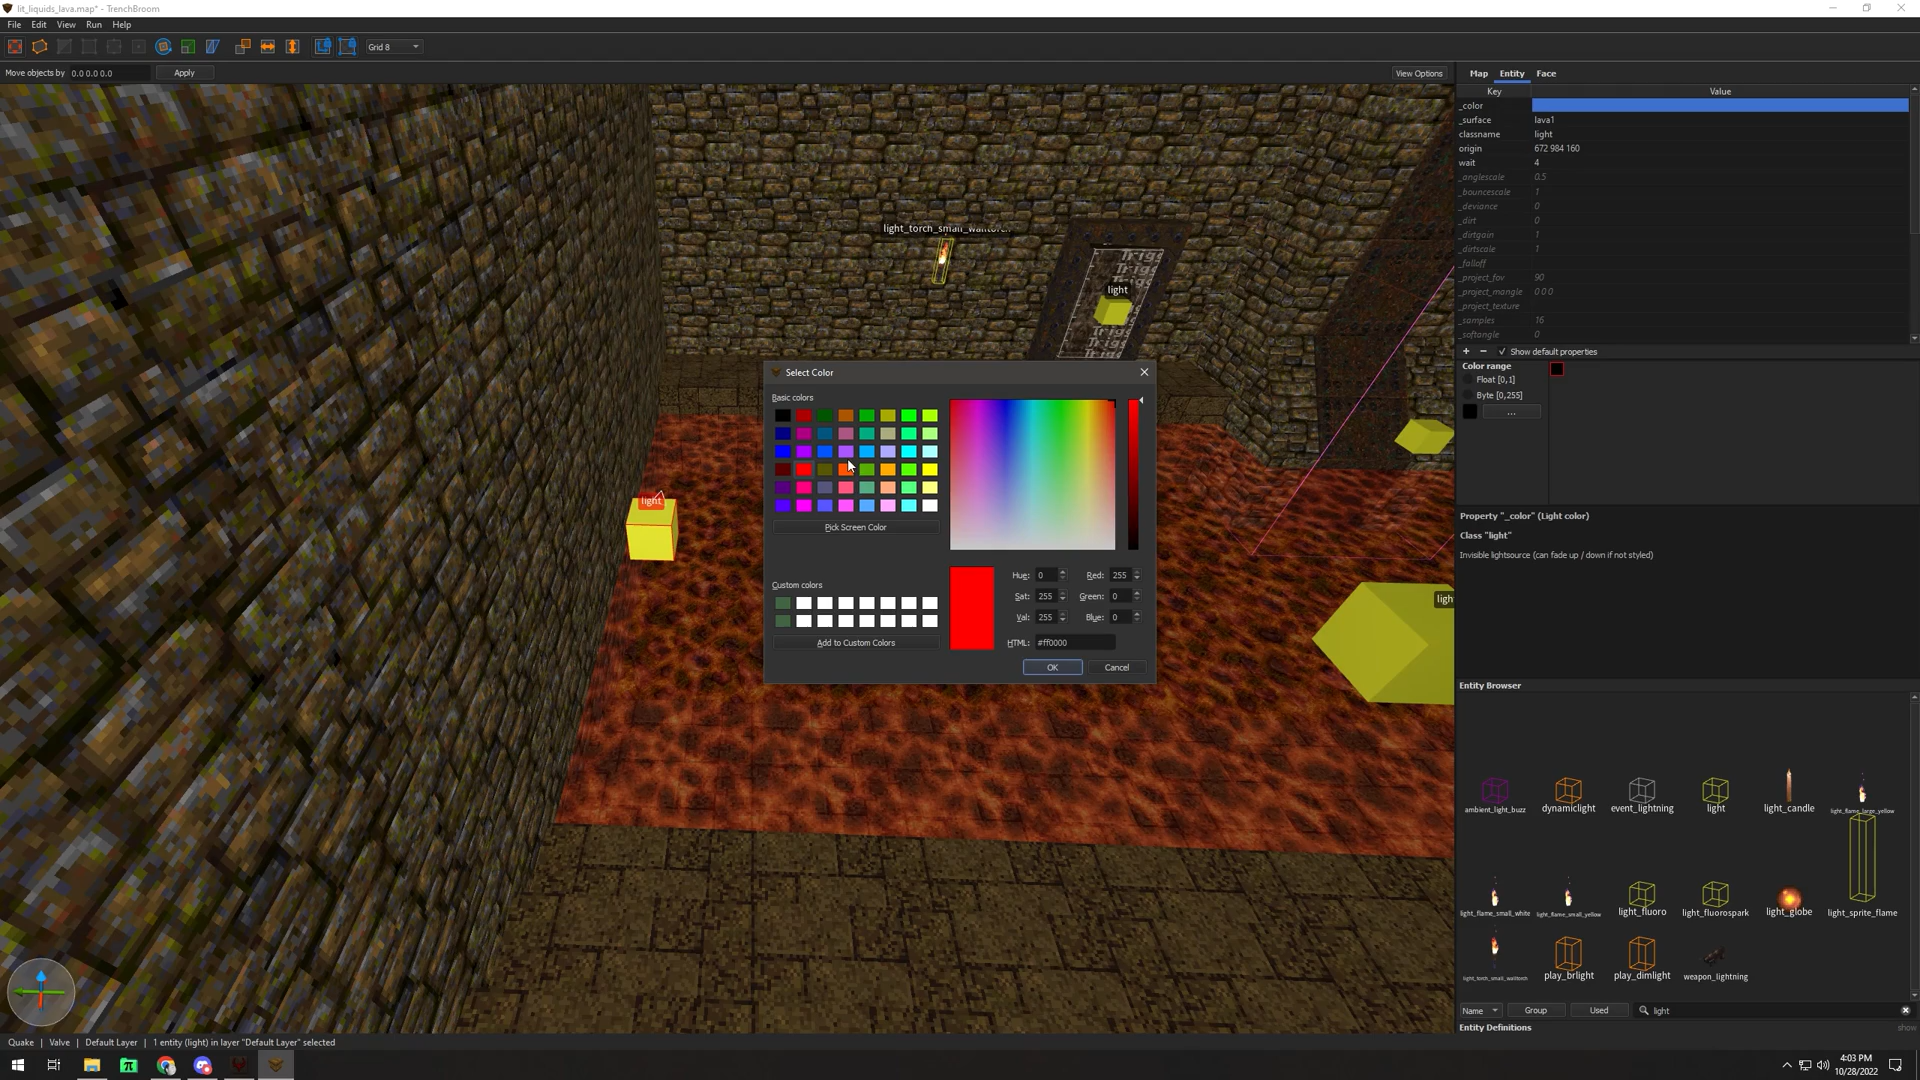 lit_liquids_lava.map* - TrenchBroom
File Edit View Run Help
Grid 8
Move objects by 0.0 0.0 0.0 Apply View Options
Map Entity Face
Key Value
_color
_surface lava1
classname light
origin 672 984 160
wait 4
_anglescale 0.5
_bouncescale 1
_deviance 0
_dirt 0
_dirtgain 1
_dirtscale 1
_falloff
_project_fov 90
_project_mangle 0 0 0
_project_texture
_samples 16
_softangle 0
+ - Show default properties
Color range
Float [0,1]
Byte [0,255]
...
Property "_color" (Light color)
Class "light"
Invisible lightsource (can fade up / down if not styled)
light_torch_small_walltorch
light
light
light
Select Color
Basic colors
Pick Screen Color
Custom colors
Add to Custom Colors
Hue: 0 Red: 255
Sat: 255 Green: 0
Val: 255 Blue: 0
HTML: #ff0000
OK Cancel
Entity Browser
ambient_light_buzz dynamiclight event_lightning light light_candle light_flame_large_yellow
light_flame_small_white light_flame_small_yellow light_fluoro light_fluorospark light_globe light_sprite_flame
light_torch_small_walltorch play_brlight play_dimlight weapon_lightning
Name Group Used light
Entity Definitions show
Quake Valve Default Layer 1 entity (light) in layer "Default Layer" selected
4:03 PM
10/28/2022